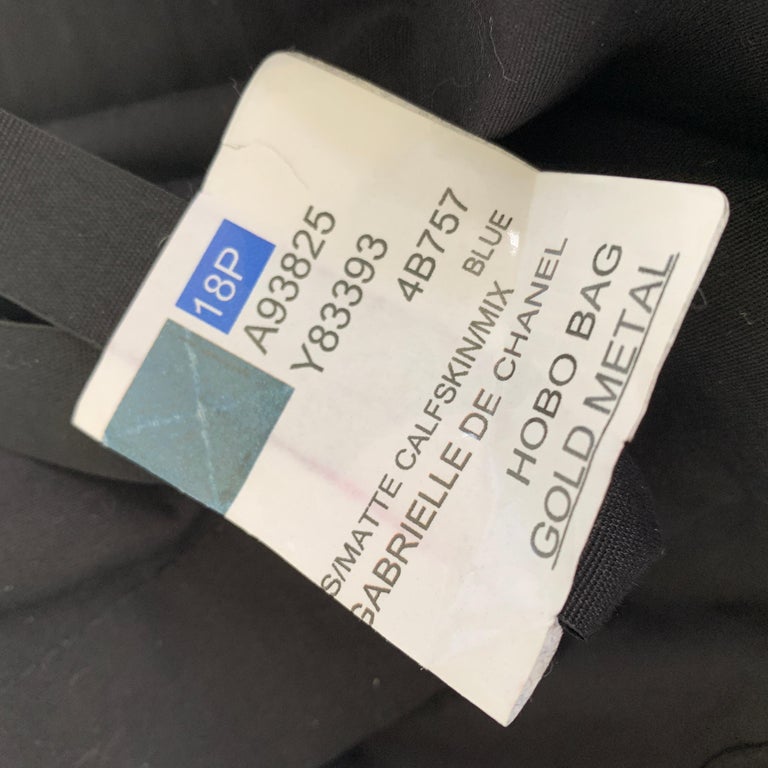 18P
A93825
Y83393
4B757
BLUE
S/MATTE CALFSKIN/MIX
GABRIELLE DE CHANEL
HOBO BAG
GOLD METAL